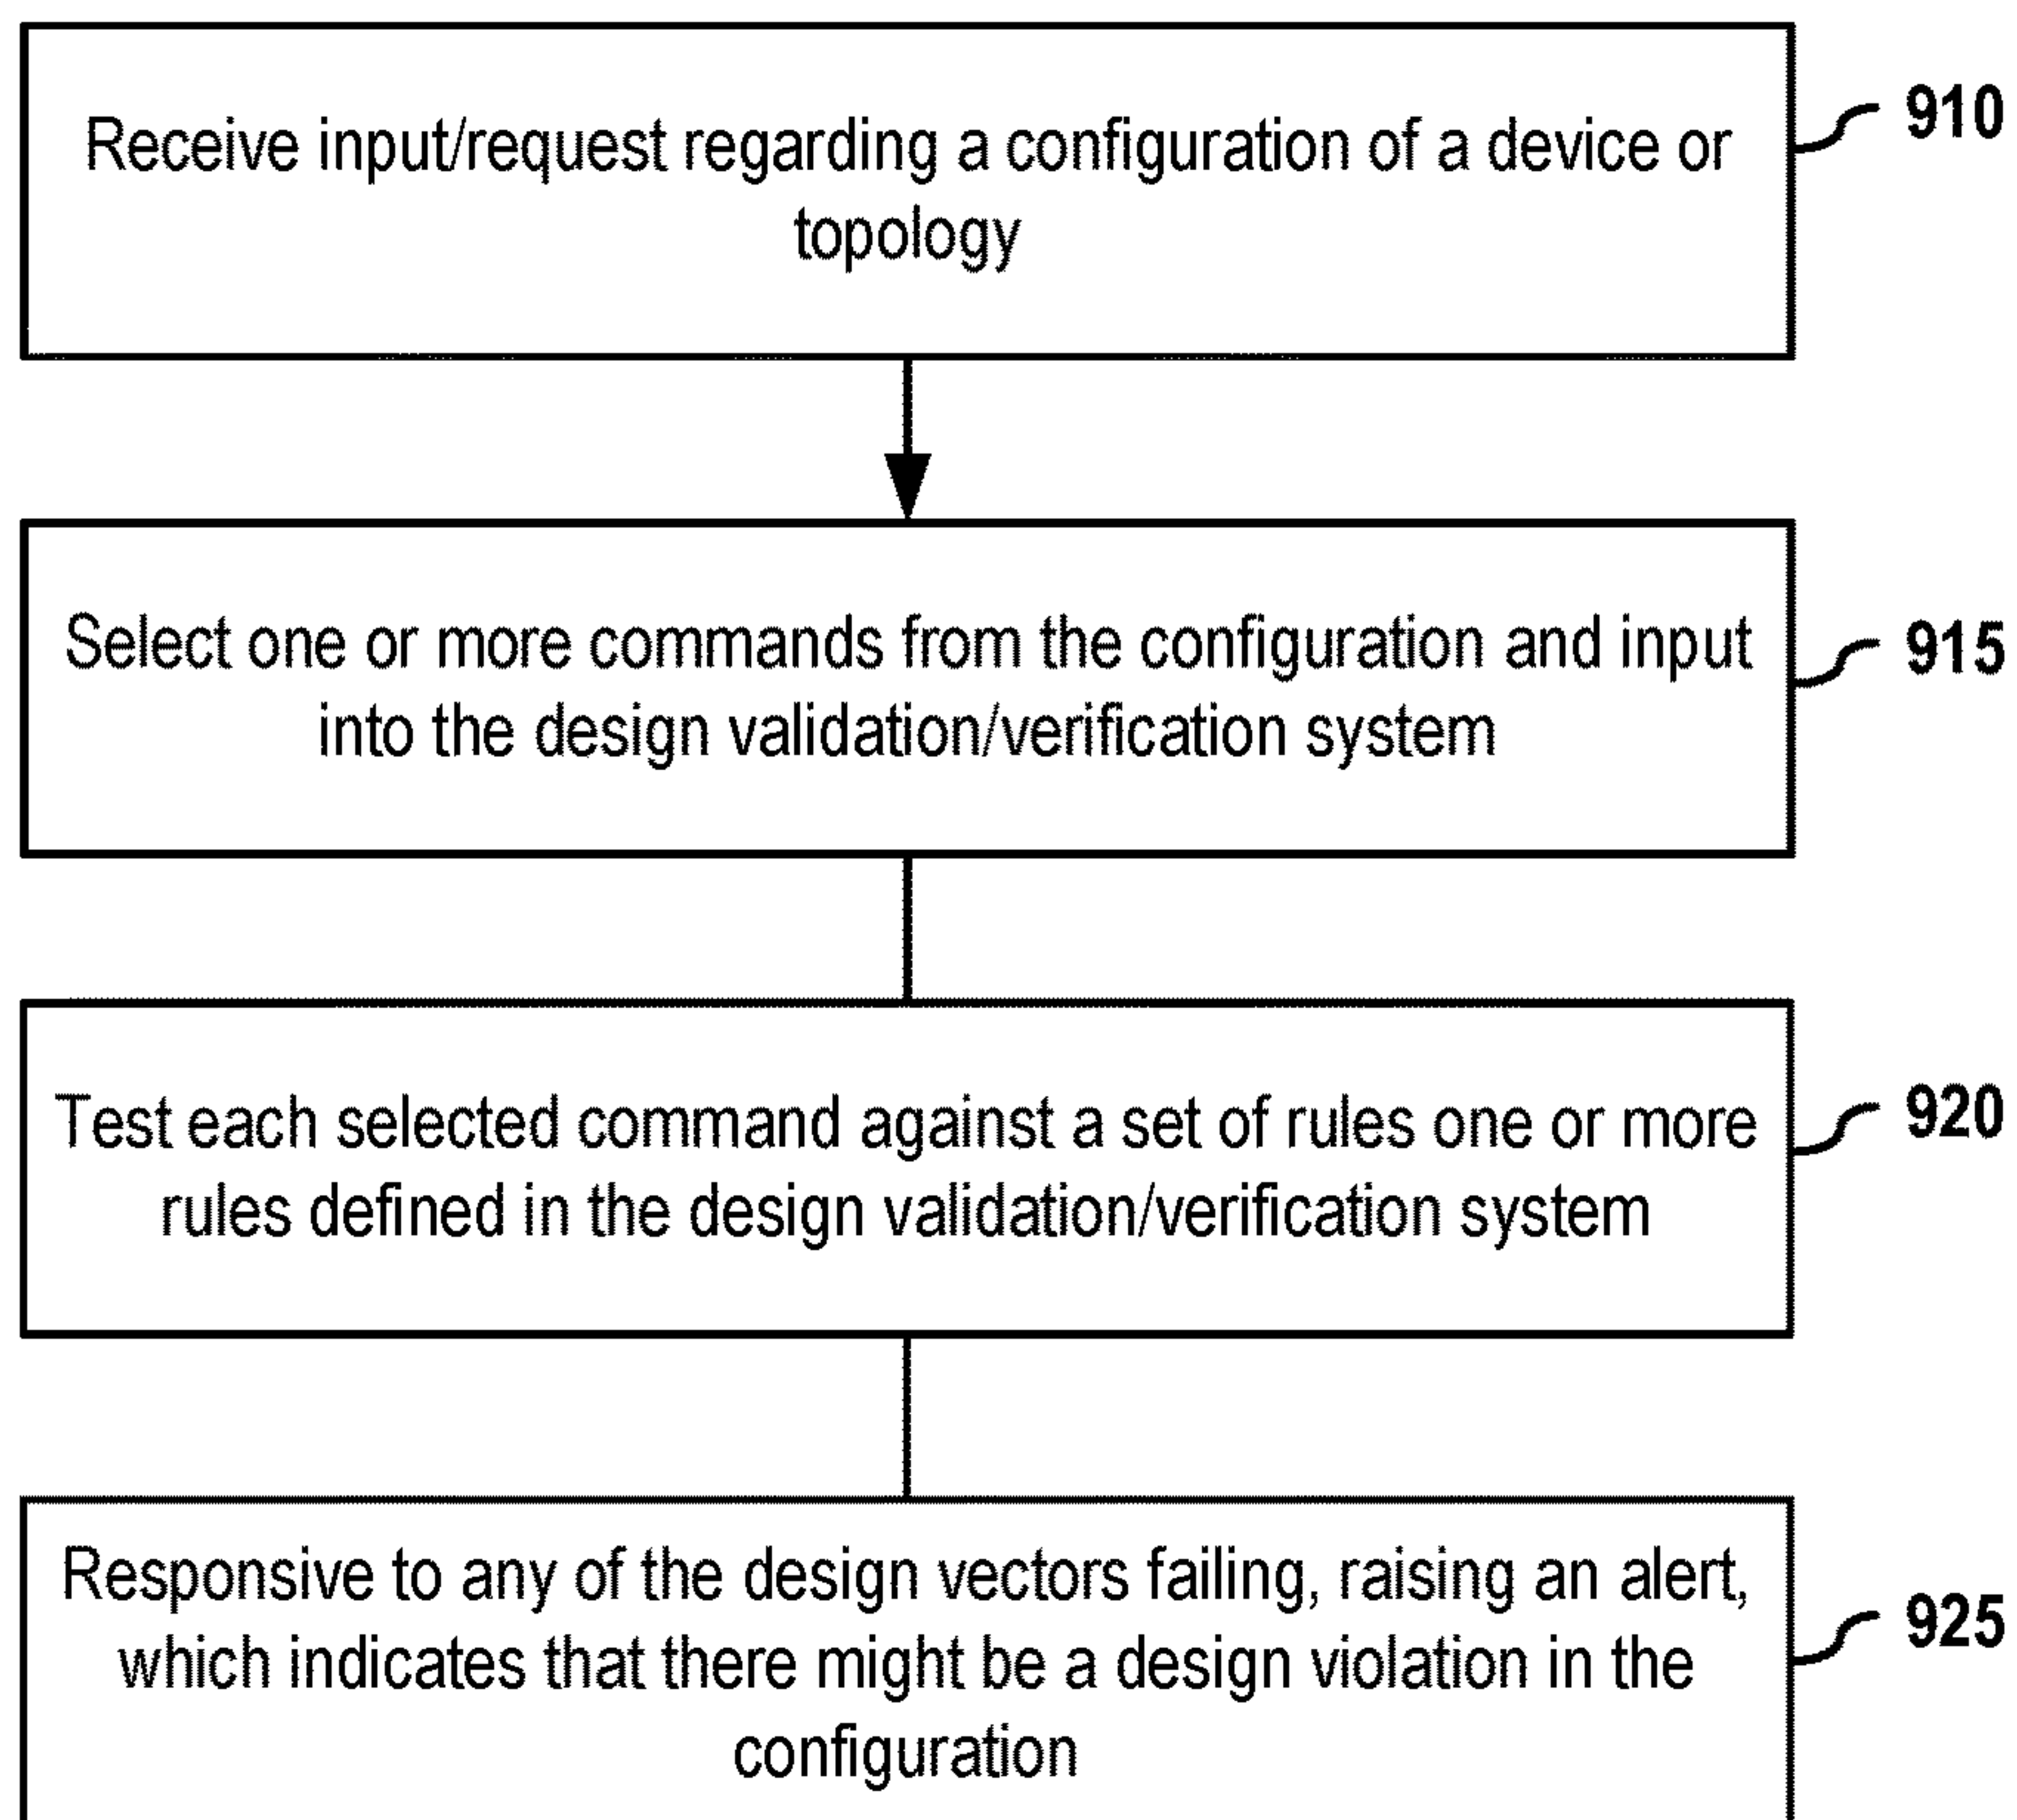 Receive input/request regarding a configuration of a device or
topology
910
Select one or more commands from the configuration and input
into the design validation/verification system
915
Test each selected command against a set of rules one or more
rules defined in the design validation/verification system
920
Responsive to any of the design vectors failing, raising an alert,
which indicates that there might be a design violation in the
configuration
925